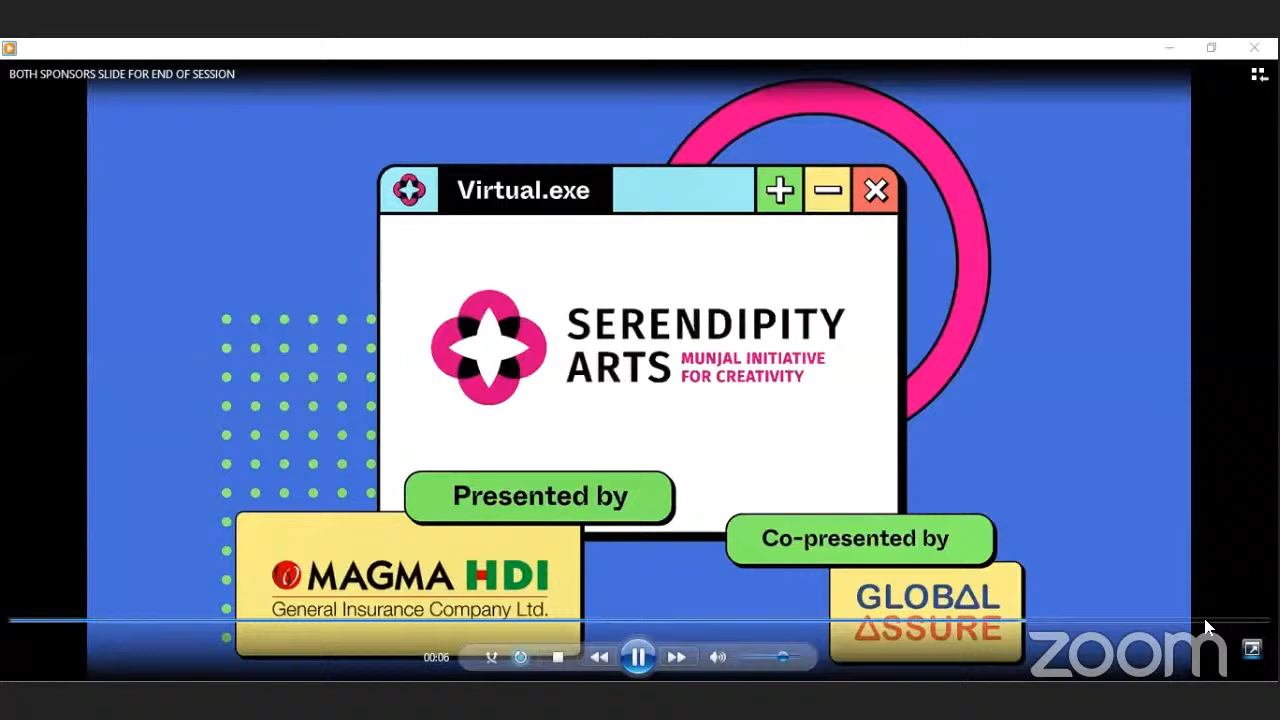 BOTH SPONSORS SLIDE FOR END OF SESSION
Virtual.exe
SERENDIPITY
ARTS MUNJAL INITIATIVE
FOR CREATIVITY
Presented by
Co-presented by
MAGMA HDI
General Insurance Company Ltd.
GLOBAL
ASSURE
00:06
zoom